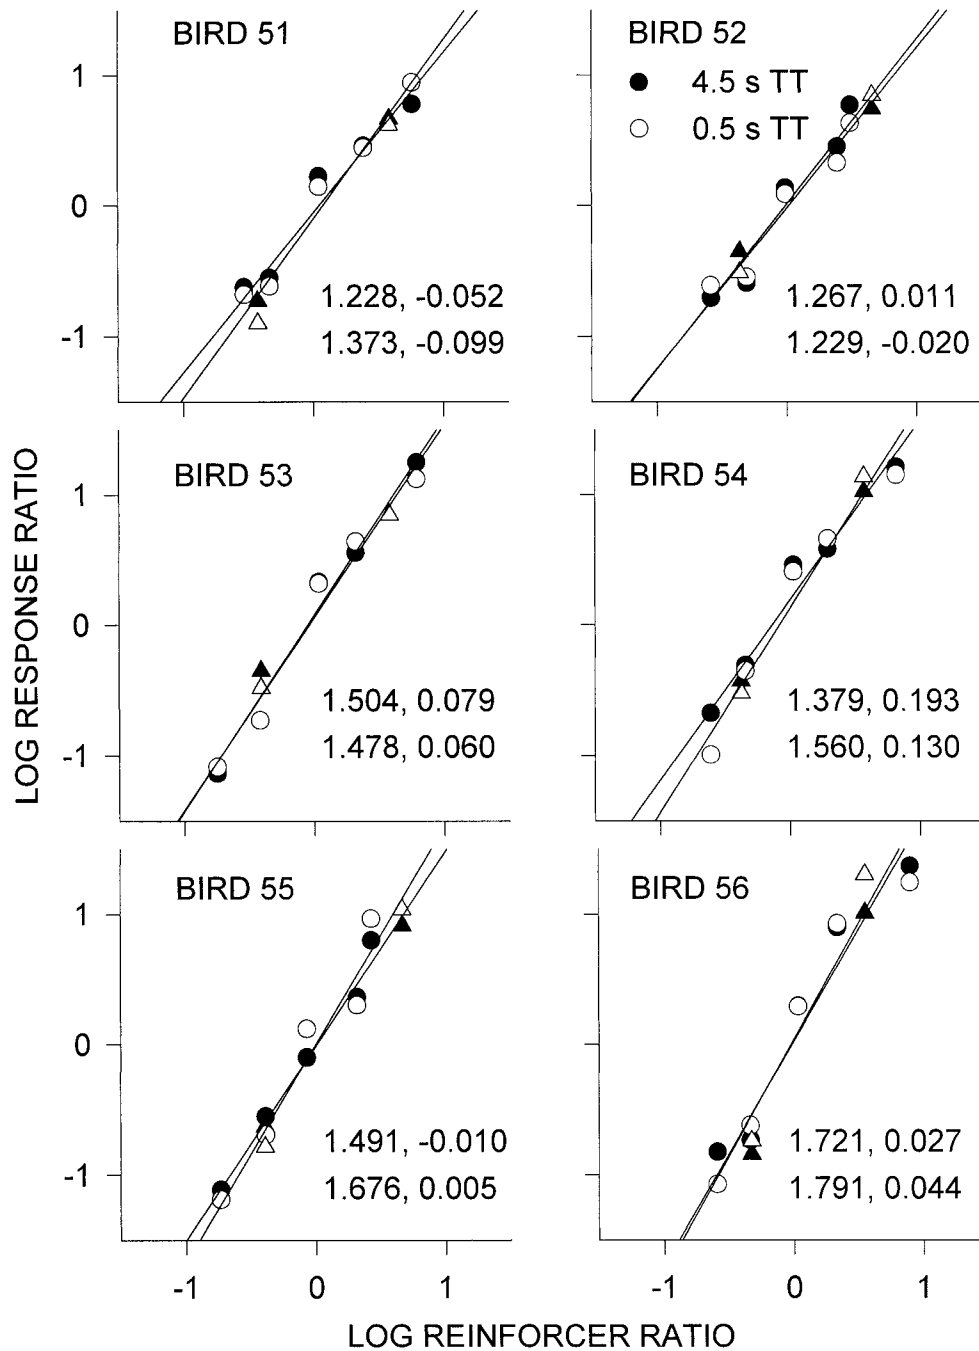 BIRD 51
1
0
-1
1.228, -0.052
1.373, -0.099
BIRD 52
4.5 s TT
0.5 s TT
1.267, 0.011
1.229, -0.020
LOG RESPONSE RATIO
BIRD 53
1
0
-1
1.504, 0.079
1.478, 0.060
BIRD 54
1.379, 0.193
1.560, 0.130
BIRD 55
1
0
-1
1.491, -0.010
1.676, 0.005
BIRD 56
1.721, 0.027
1.791, 0.044
-1 0 1
-1 0 1
LOG REINFORCER RATIO